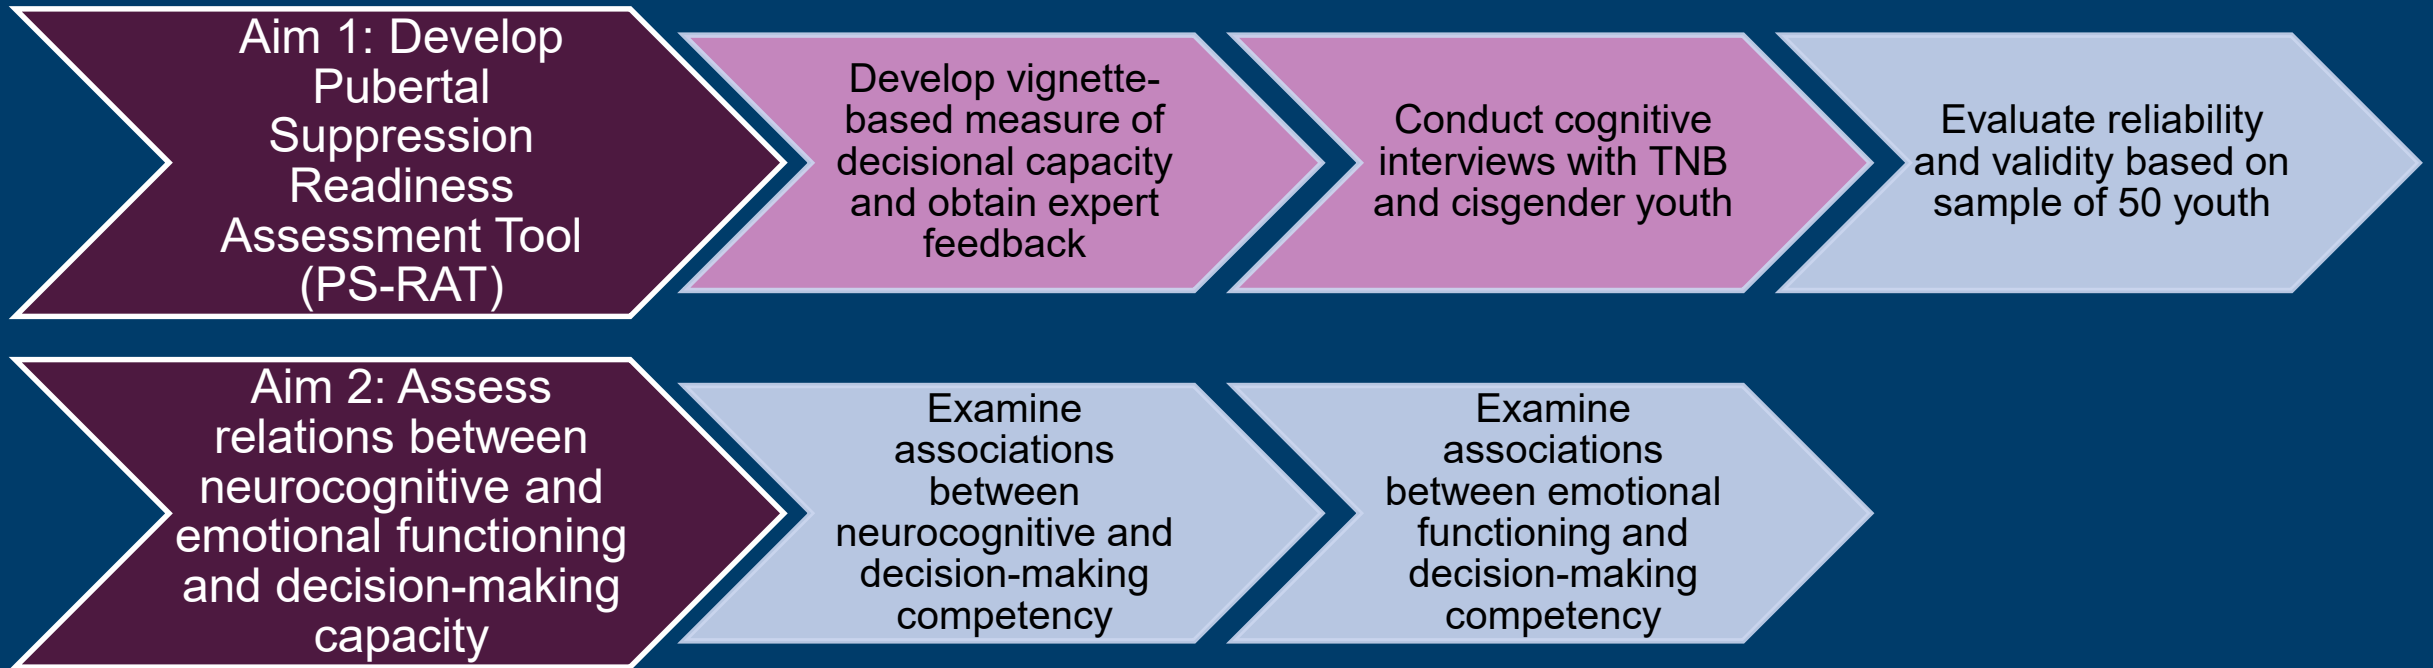 Aim 1: Develop
Pubertal
Suppression
Readiness
Assessment Tool
(PS-RAT)
Develop vignette-
based measure of
decisional capacity
and obtain expert
feedback
Conduct cognitive
interviews with TNB
and cisgender youth
Evaluate reliability
and validity based on
sample of 50 youth
Aim 2: Assess
relations between
neurocognitive and
emotional functioning
and decision-making
capacity
Examine
associations
between
neurocognitive and
decision-making
competency
Examine
associations
between emotional
functioning and
decision-making
competency